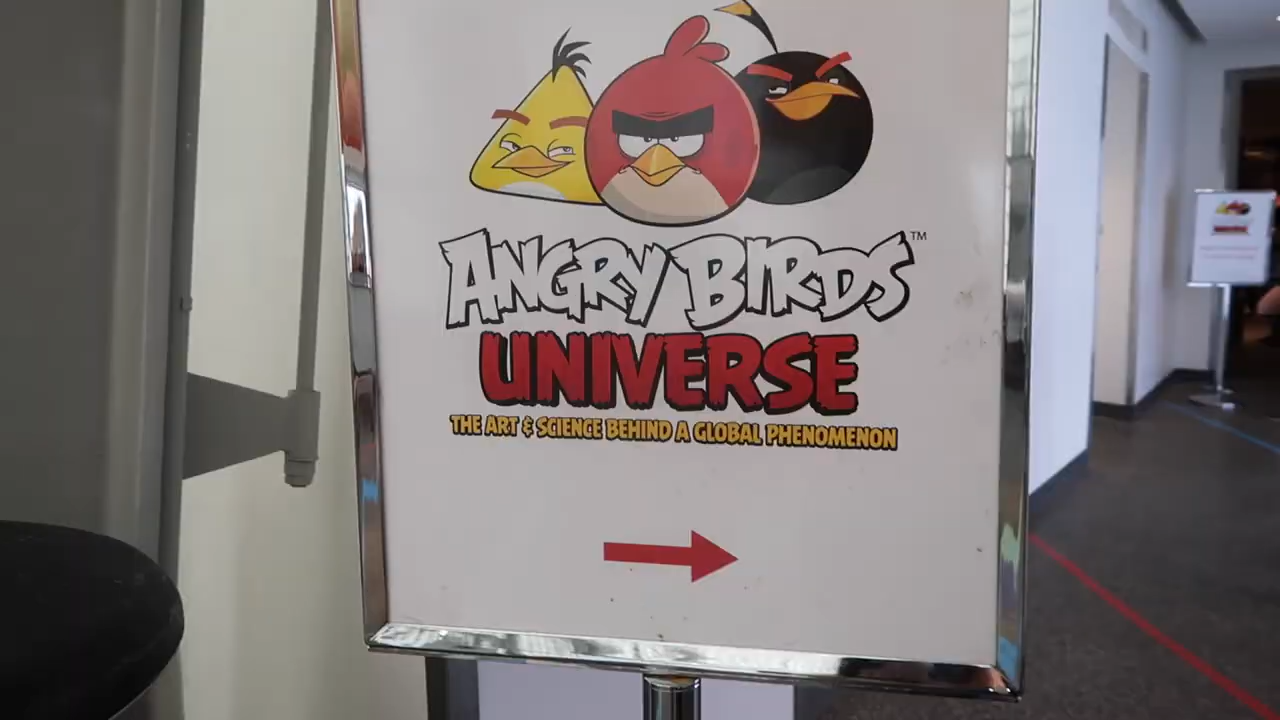 ANGRY BIRDS™
UNIVERSE
THE ART & SCIENCE BEHIND A GLOBAL PHENOMENON